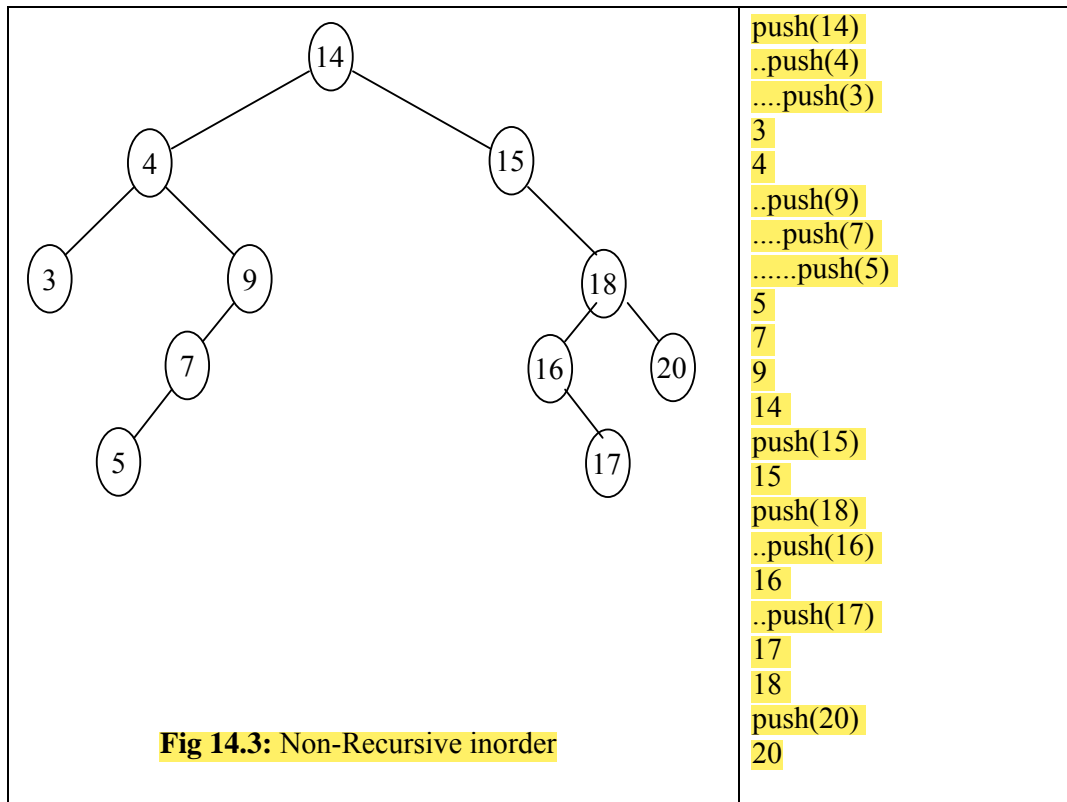 14
4
15
3
9
18
7
16
20
5
17
Fig 14.3: Non-Recursive inorder
push(14)
..push(4)
....push(3)
3
4
..push(9)
....push(7)
......push(5)
5
7
9
14
push(15)
15
push(18)
..push(16)
16
..push(17)
17
18
push(20)
20